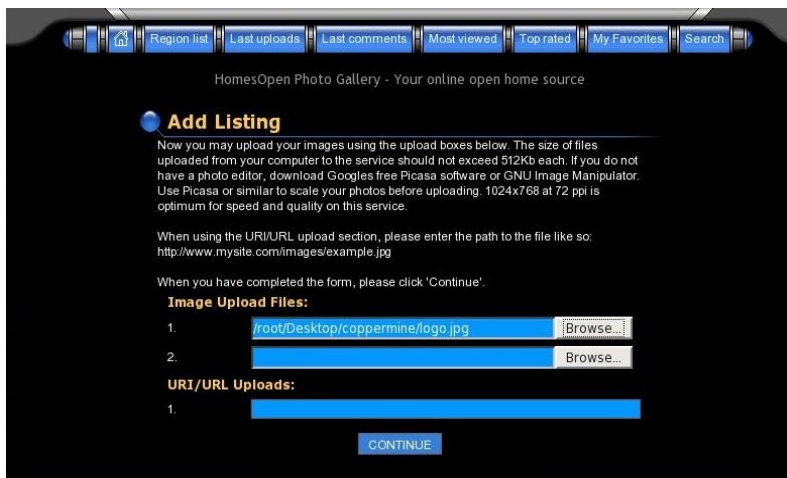 Region list Last uploads Last comments Most viewed Top rated My Favorites Search
HomesOpen Photo Gallery - Your online open home source
Add Listing
Now you may upload your images using the upload boxes below. The size of files
uploaded from your computer to the service should not exceed 512Kb each. If you do not
have a photo editor, download Googles free Picasa software or GNU Image Manipulator.
Use Picasa or similar to scale your photos before uploading. 1024x768 at 72 ppi is
optimum for speed and quality on this service.
When using the URI/URL upload section, please enter the path to the file like so:
http://www.mysite.com/images/example.jpg
When you have completed the form, please click 'Continue'.
Image Upload Files:
1. /root/Desktop/coppermine/logo.jpg Browse...
2. Browse...
URI/URL Uploads:
1.
CONTINUE